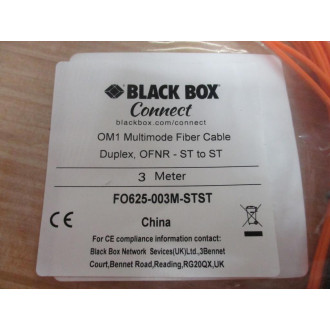 BLACK BOX
Connect
blackbox.com/connect
OM1 Multimode Fiber Cable
Duplex, OFNR - ST to ST
3 Meter
FO625-003M-STST
CE
China
For CE compliance information contact:
Black Box Network Sevices(UK)Ltd.,3Bennet
Court,Bennet Road,Reading,RG20QX,UK